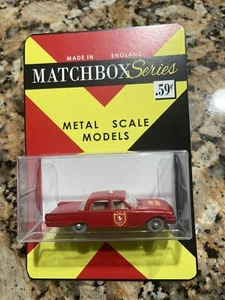 MADE IN ENGLAND
MATCHBOX Series
.59¢
METAL SCALE
MODELS